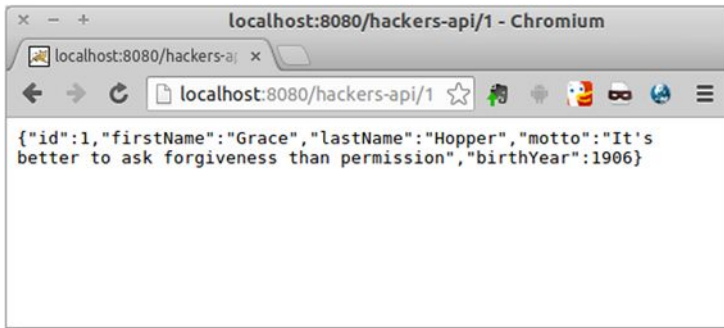 localhost:8080/hackers-api/1 - Chromium
localhost:8080/hackers-a
localhost:8080/hackers-api/1
{"id":1,"firstName":"Grace","lastName":"Hopper","motto":"It's
better to ask forgiveness than permission","birthYear":1906}